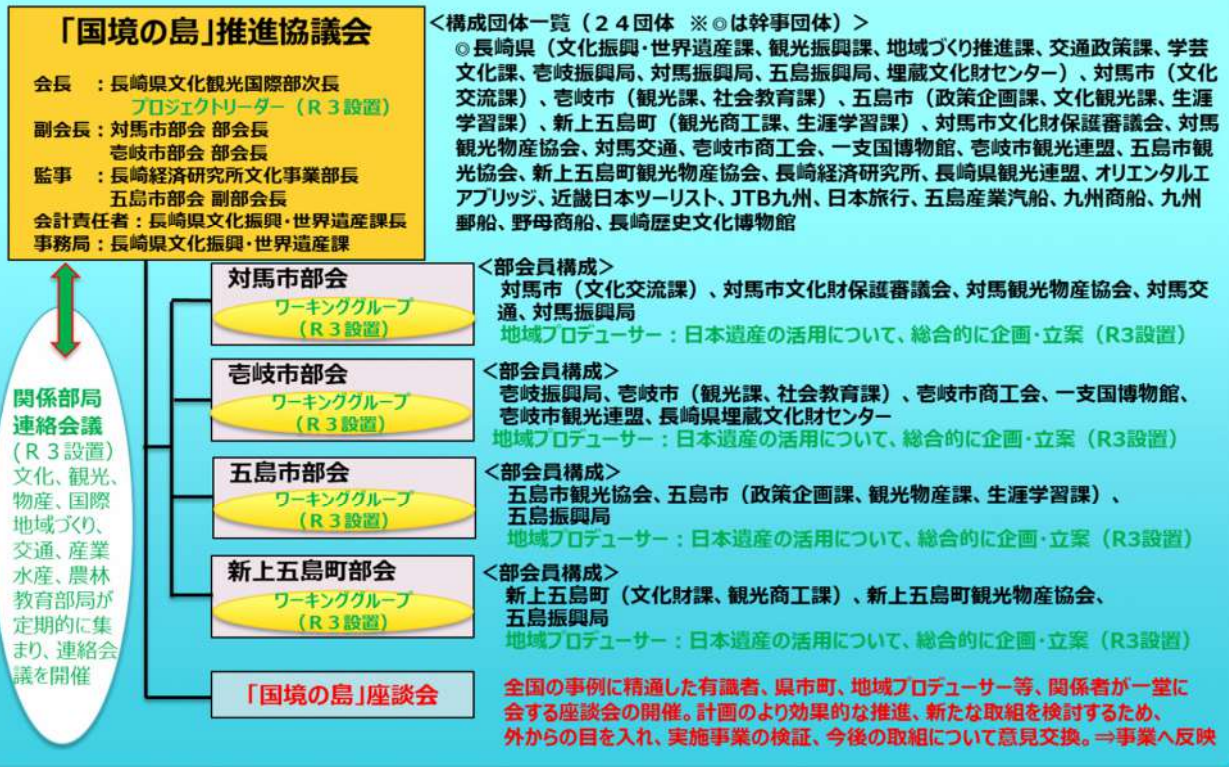 「国境の島」推進協議会
会長　：長崎県文化観光国際部次長
プロジェクトリーダー（R３設置）
副会長：対馬市部会 部会長
壱岐市部会 部会長
監事　：長崎経済研究所文化事業部長
五島市部会 副部会長
会計責任者：長崎県文化振興・世界遺産課長
事務局：長崎県文化振興・世界遺産課
＜構成団体一覧（２４団体　※◎は幹事団体）＞
◎長崎県（文化振興・世界遺産課、観光振興課、地域づくり推進課、交通政策課、学芸
文化課、壱岐振興局、対馬振興局、五島振興局、埋蔵文化財センター）、対馬市（文化
交流課）、壱岐市（観光課、社会教育課）、五島市（政策企画課、文化観光課、生涯
学習課）、新上五島町（観光商工課、生涯学習課）、対馬市文化財保護審議会、対馬
観光物産協会、対馬交通、壱岐市商工会、一支国博物館、壱岐市観光連盟、五島市観
光協会、新上五島町観光物産協会、長崎経済研究所、長崎県観光連盟、オリエンタルエ
アブリッジ、近畿日本ツーリスト、JTB九州、日本旅行、五島産業汽船、九州商船、九州
郵船、野母商船、長崎歴史文化博物館
関係部局
連絡会議
(R３設置)
文化、観光、
物産、国際
地域づくり、
交通、産業
水産、農林
教育部局が
定期的に集
まり、連絡会
議を開催
対馬市部会
ワーキンググループ
（R３設置）
＜部会員構成＞
対馬市（文化交流課）、対馬市文化財保護審議会、対馬観光物産協会、対馬交
通、対馬振興局
地域プロデューサー：日本遺産の活用について、総合的に企画・立案（R3設置）
壱岐市部会
ワーキンググループ
（R３設置）
＜部会員構成＞
壱岐振興局、壱岐市（観光課、社会教育課）、壱岐市商工会、一支国博物館、
壱岐市観光連盟、長崎県埋蔵文化財センター
地域プロデューサー：日本遺産の活用について、総合的に企画・立案（R3設置）
五島市部会
ワーキンググループ
（R３設置）
＜部会員構成＞
五島市観光協会、五島市（政策企画課、観光物産課、生涯学習課）、
五島振興局
地域プロデューサー：日本遺産の活用について、総合的に企画・立案（R3設置）
新上五島町部会
ワーキンググループ
（R３設置）
＜部会員構成＞
新上五島町（文化財課、観光商工課）、新上五島町観光物産協会、
五島振興局
地域プロデューサー：日本遺産の活用について、総合的に企画・立案（R3設置）
「国境の島」座談会
全国の事例に精通した有識者、県市町、地域プロデューサー等、関係者が一堂に
会する座談会の開催。計画のより効果的な推進、新たな取組を検討するため、
外からの目を入れ、実施事業の検証、今後の取組について意見交換。⇒事業へ反映